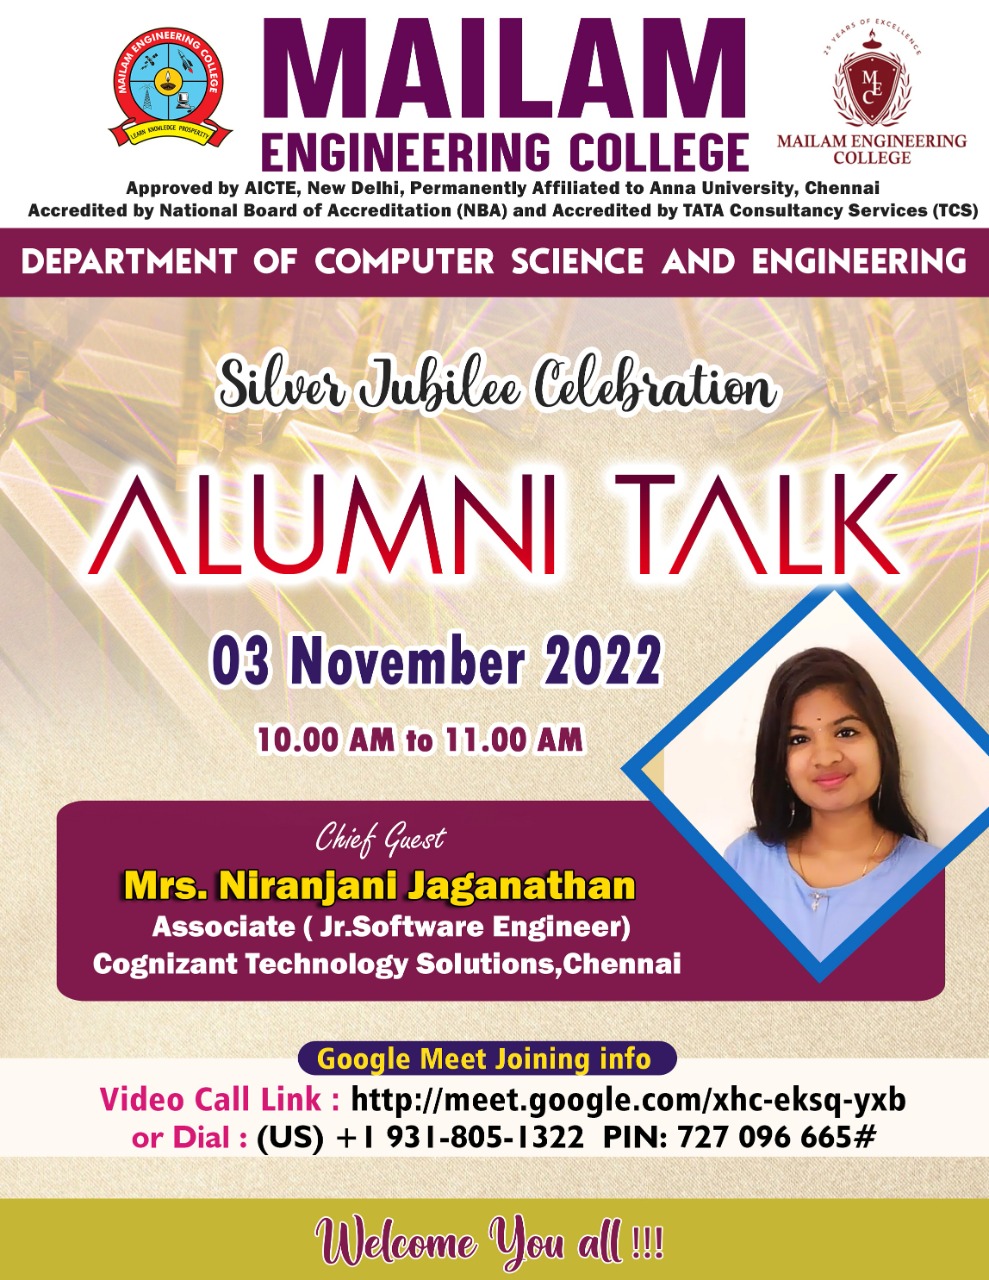 MAILAM ENGINEERING COLLEGE
LEARN KNOWLEDGE PROSPERITY
MAILAM
ENGINEERING COLLEGE
25 YEARS OF EXCELLENCE
MEC
MAILAM ENGINEERING
COLLEGE
Approved by AICTE, New Delhi, Permanently Affiliated to Anna University, Chennai
Accredited by National Board of Accreditation (NBA) and Accredited by TATA Consultancy Services (TCS)
DEPARTMENT OF COMPUTER SCIENCE AND ENGINEERING
Silver Jubilee Celebration
ALUMNI TALK
03 November 2022
10.00 AM to 11.00 AM
Chief Guest
Mrs. Niranjani Jaganathan
Associate ( Jr.Software Engineer)
Cognizant Technology Solutions,Chennai
Google Meet Joining info
Video Call Link : http://meet.google.com/xhc-eksq-yxb
or Dial : (US) +1 931-805-1322 PIN: 727 096 665#
Welcome You all !!!